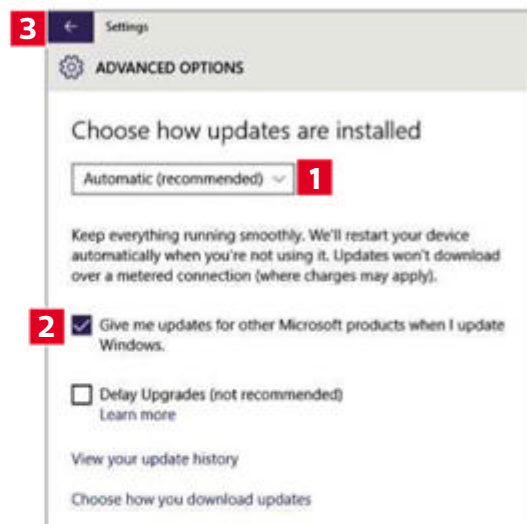 3 Settings
ADVANCED OPTIONS
Choose how updates are installed
Automatic (recommended) 1
Keep everything running smoothly. We'll restart your device
automatically when you're not using it. Updates won't download
over a metered connection (where charges may apply).
2 Give me updates for other Microsoft products when I update
Windows.
Delay Upgrades (not recommended)
Learn more
View your update history
Choose how you download updates